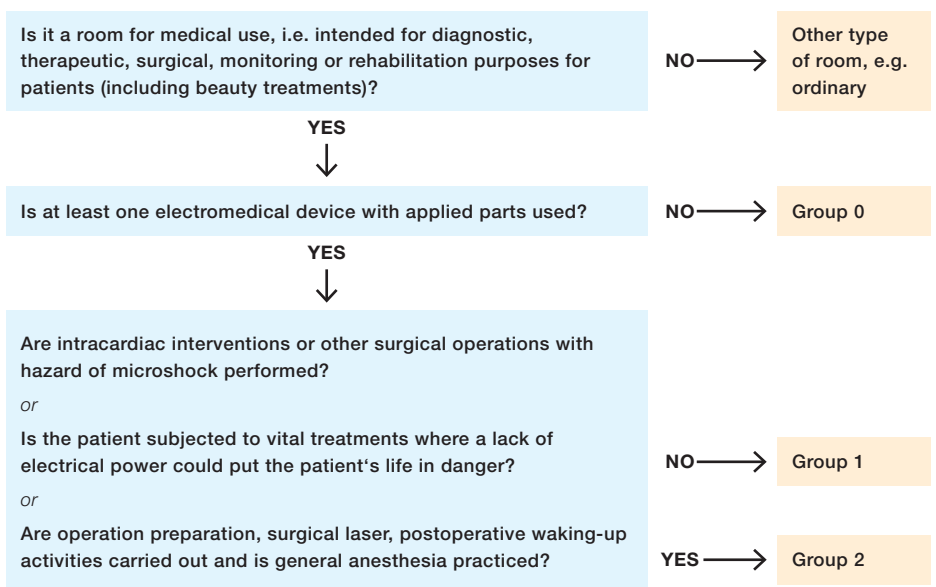 Is it a room for medical use, i.e. intended for diagnostic,
therapeutic, surgical, monitoring or rehabilitation purposes for
patients (including beauty treatments)?
NO
Other type
of room, e.g.
ordinary
YES
Is at least one electromedical device with applied parts used?
NO
Group 0
YES
Are intracardiac interventions or other surgical operations with
hazard of microshock performed?
or
Is the patient subjected to vital treatments where a lack of
electrical power could put the patient‘s life in danger?
NO
Group 1
or
Are operation preparation, surgical laser, postoperative waking-up
activities carried out and is general anesthesia practiced?
YES
Group 2